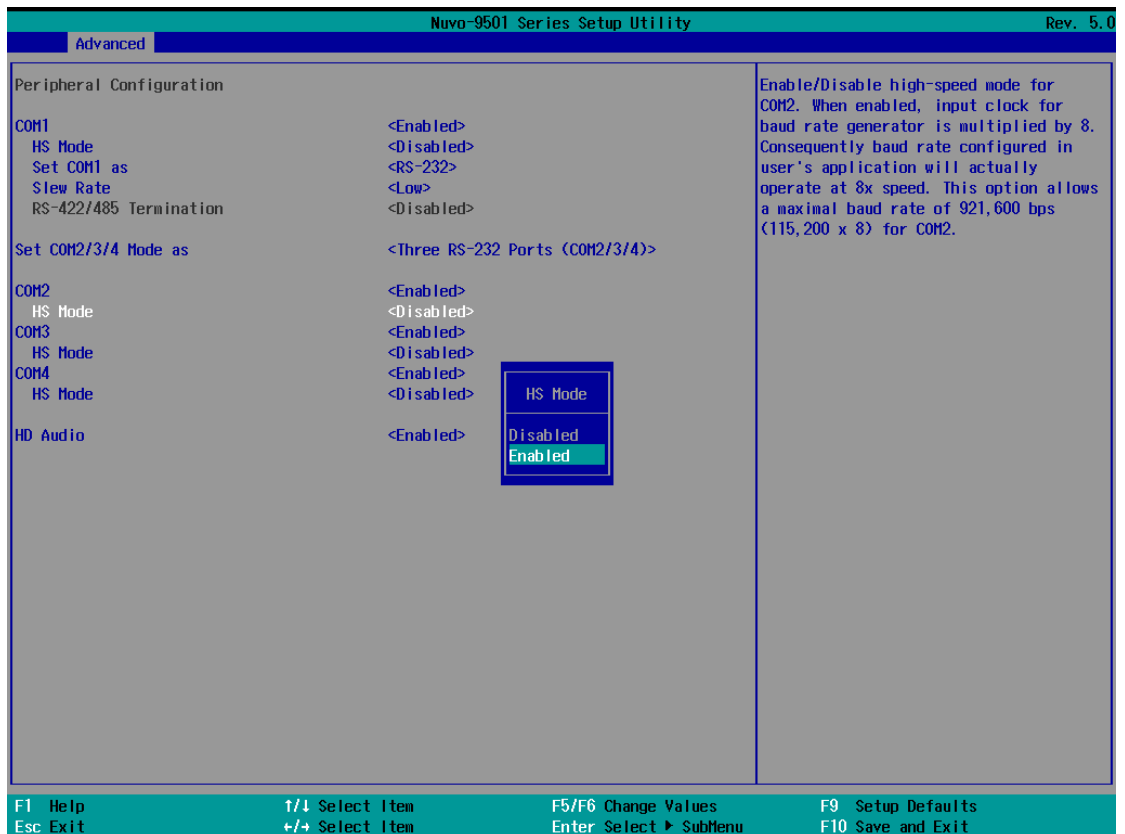 Nuvo-9501 Series Setup Utility Rev. 5.0
Advanced
Peripheral Configuration
COM1 <Enabled>
HS Mode <Disabled>
Set COM1 as <RS-232>
Slew Rate <Low>
RS-422/485 Termination <Disabled>
Set COM2/3/4 Mode as <Three RS-232 Ports (COM2/3/4)>
COM2 <Enabled>
HS Mode <Disabled>
COM3 <Enabled>
HS Mode <Disabled>
COM4 <Enabled>
HS Mode <Disabled>
HD Audio <Enabled>
HS Mode
Disabled
Enabled
Enable/Disable high-speed mode for
COM2. When enabled, input clock for
baud rate generator is multiplied by 8.
Consequently baud rate configured in
user's application will actually
operate at 8x speed. This option allows
a maximal baud rate of 921,600 bps
(115,200 x 8) for COM2.
F1 Help ↑/↓ Select Item F5/F6 Change Values F9 Setup Defaults
Esc Exit ←/→ Select Item Enter Select ▶ SubMenu F10 Save and Exit